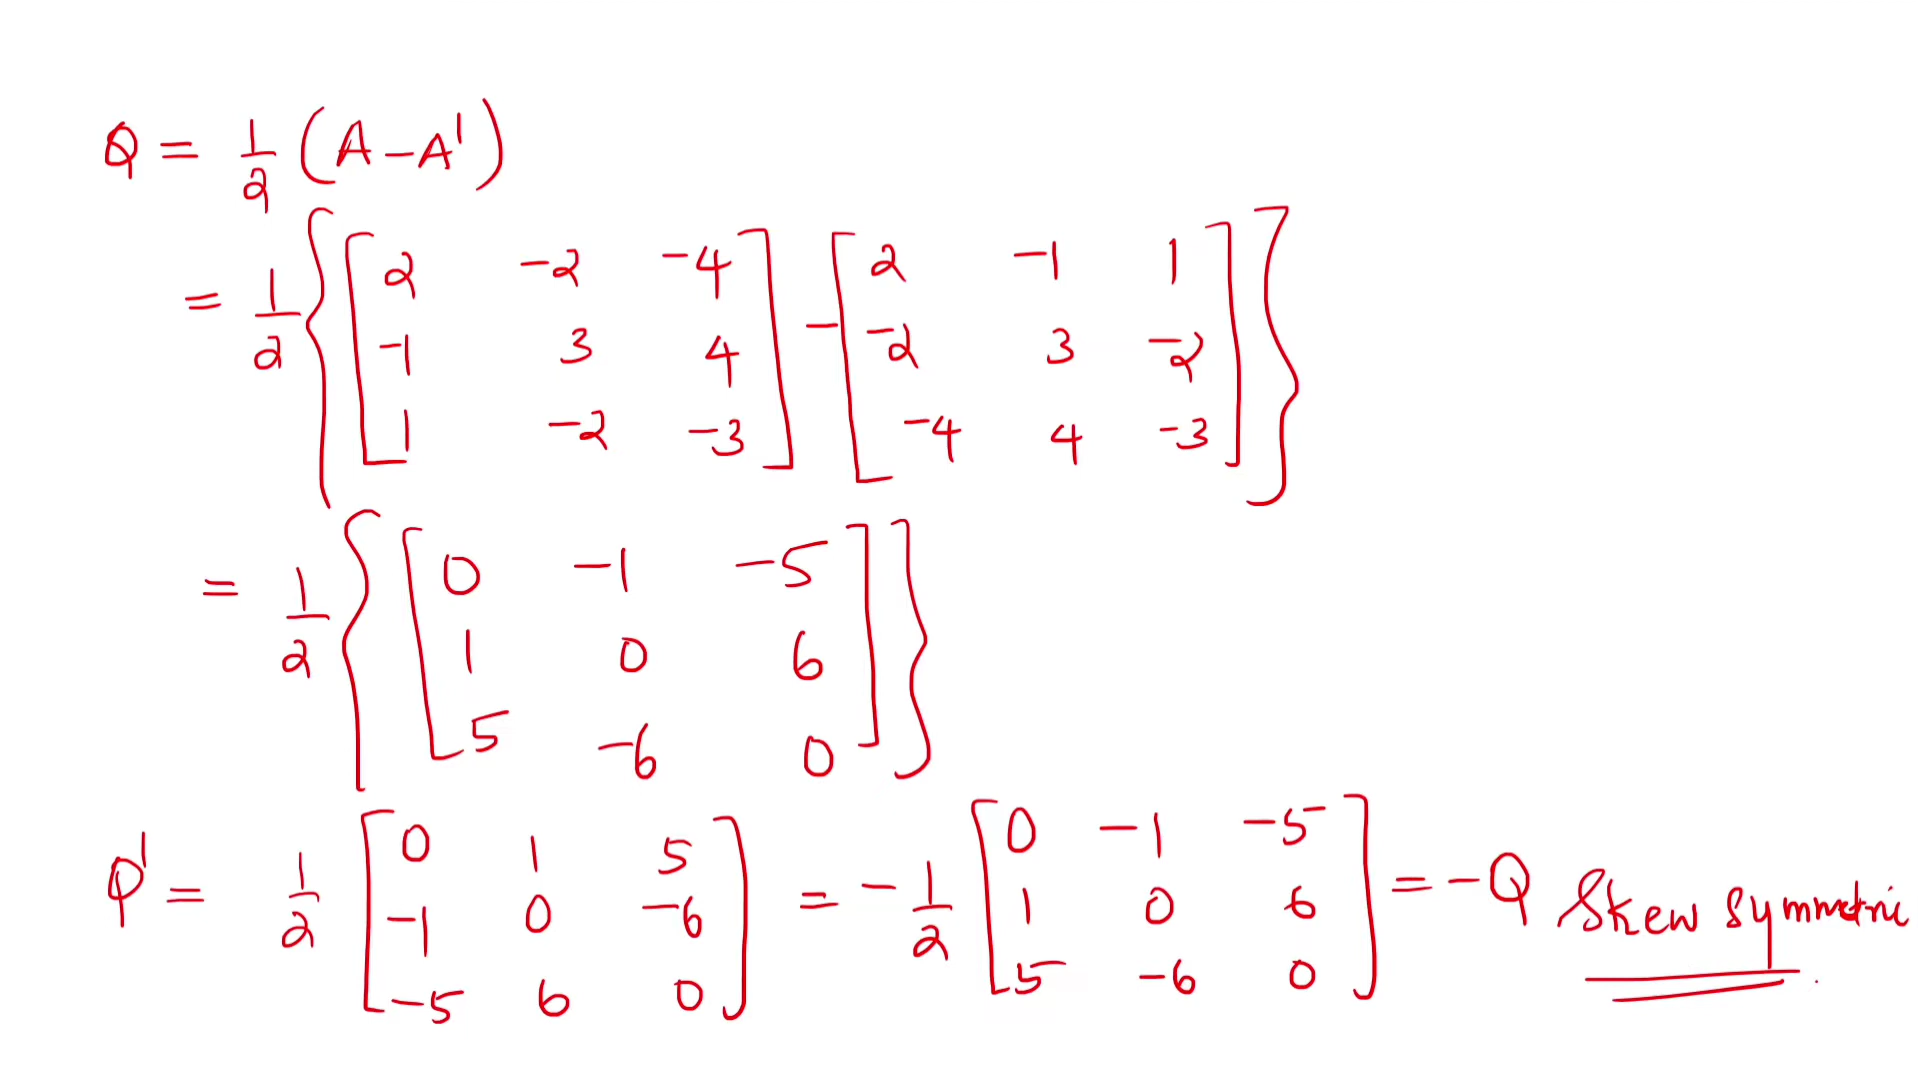 Q = 1/2 (A - A')
= 1/2 { [ 2 -2 -4 ] - [ 2 -1 1 ] }
-1 3 4 -2 3 -2
1 -2 -3 -4 4 -3
= 1/2 { [ 0 -1 -5 ] }
1 0 6
5 -6 0
Q' = 1/2 [ 0 1 5 ] = - 1/2 [ 0 -1 -5 ] = -Q Skew symmetric
-1 0 -6 1 0 6
-5 6 0 5 -6 0